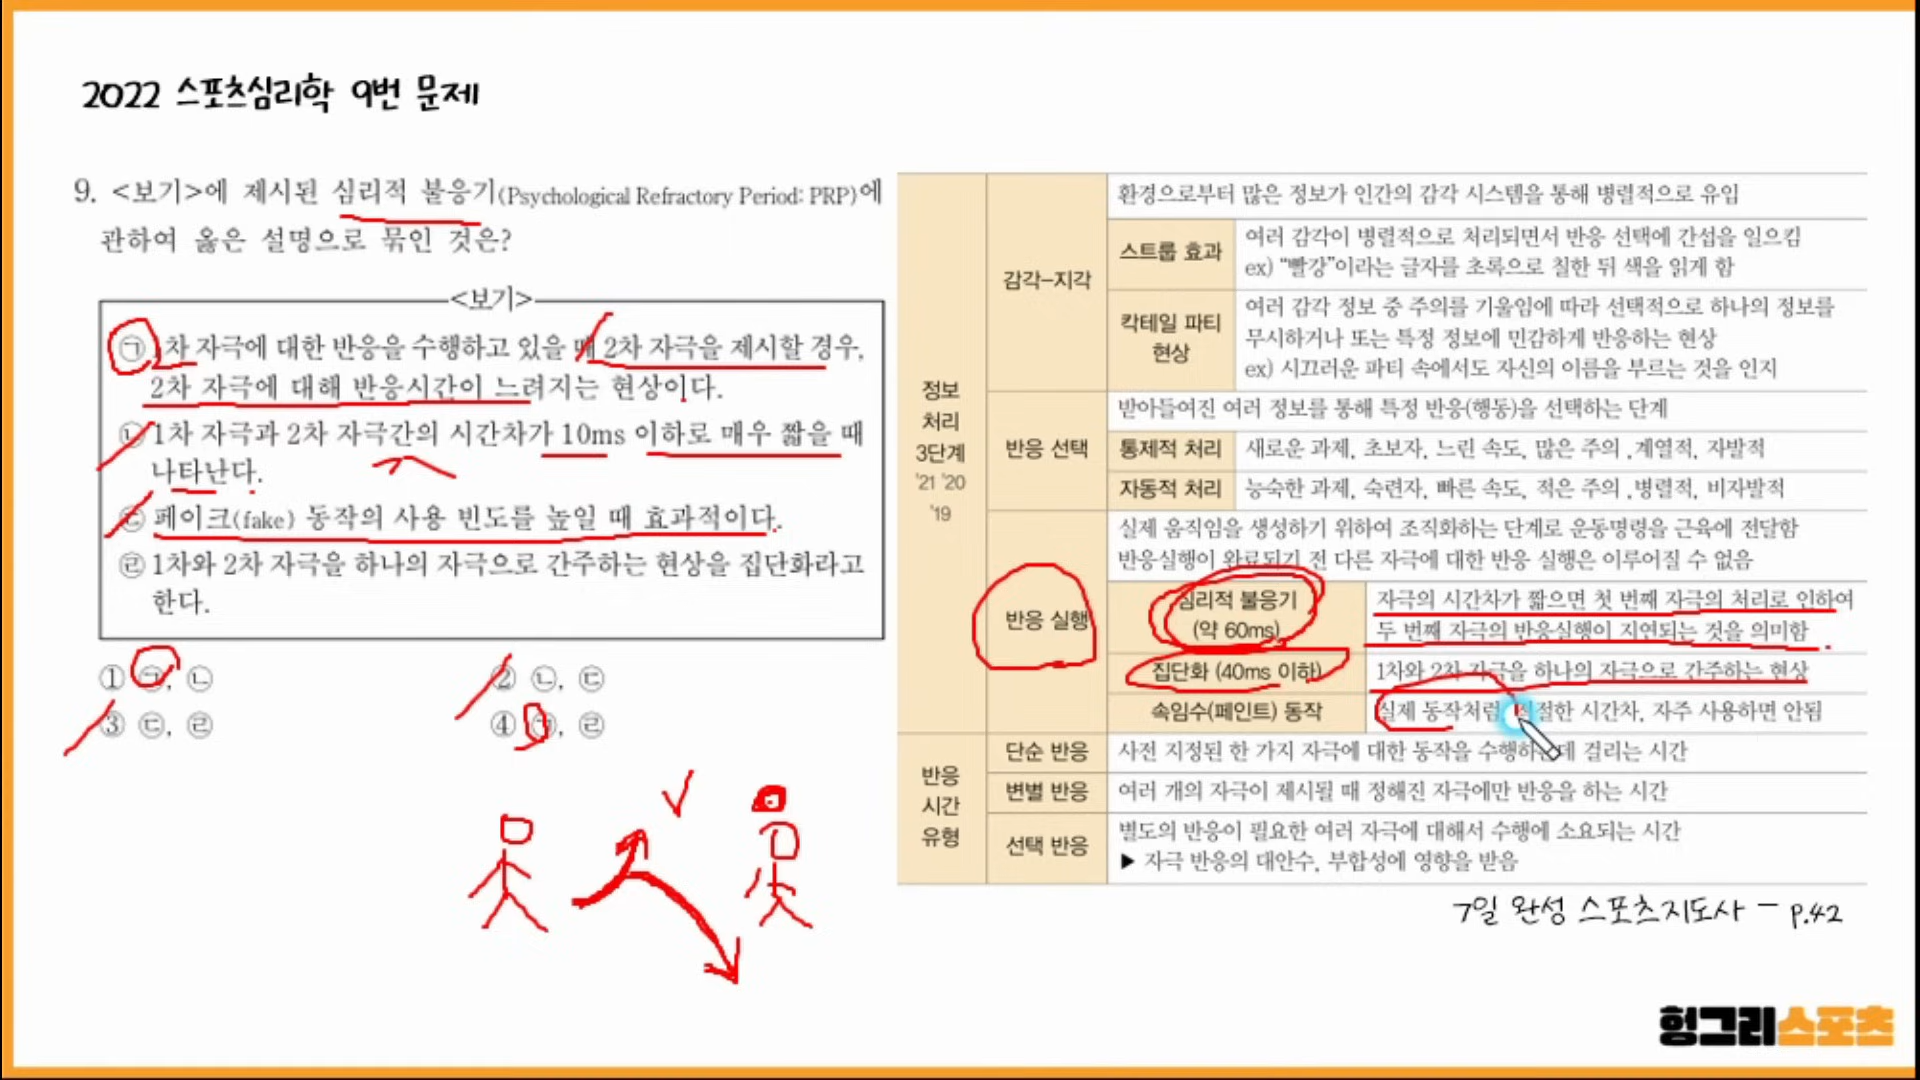 2022 스포츠심리학 9번 문제
9. <보기>에 제시된 심리적 불응기(Psychological Refractory Period: PRP)에
관하여 옳은 설명으로 묶인 것은?
<보기>
㉠ 1차 자극에 대한 반응을 수행하고 있을 때 2차 자극을 제시할 경우,
2차 자극에 대해 반응시간이 느려지는 현상이다.
㉡ 1차 자극과 2차 자극간의 시간차가 10ms 이하로 매우 짧을 때
나타난다.
㉢ 페이크(fake) 동작의 사용 빈도를 높일 때 효과적이다.
㉣ 1차와 2차 자극을 하나의 자극으로 간주하는 현상을 집단화라고
한다.
① ㉠, ㉡
② ㉡, ㉢
③ ㉢, ㉣
④ ㉠, ㉣
정보
처리
3단계
'21 '20
'19
감각-지각
환경으로부터 많은 정보가 인간의 감각 시스템을 통해 병렬적으로 유입
스트룹 효과
여러 감각이 병렬적으로 처리되면서 반응 선택에 간섭을 일으킴
ex) “빨강”이라는 글자를 초록으로 칠한 뒤 색을 읽게 함
칵테일 파티
현상
여러 감각 정보 중 주의를 기울임에 따라 선택적으로 하나의 정보를
무시하거나 또는 특정 정보에 민감하게 반응하는 현상
ex) 시끄러운 파티 속에서도 자신의 이름을 부르는 것을 인지
반응 선택
받아들여진 여러 정보를 통해 특정 반응(행동)을 선택하는 단계
통제적 처리
새로운 과제, 초보자, 느린 속도, 많은 주의 ,계열적, 자발적
자동적 처리
능숙한 과제, 숙련자, 빠른 속도, 적은 주의 ,병렬적, 비자발적
반응 실행
실제 움직임을 생성하기 위하여 조직화하는 단계로 운동명령을 근육에 전달함
반응실행이 완료되기 전 다른 자극에 대한 반응 실행은 이루어질 수 없음
심리적 불응기
(약 60ms)
자극의 시간차가 짧으면 첫 번째 자극의 처리로 인하여
두 번째 자극의 반응실행이 지연되는 것을 의미함
집단화 (40ms 이하)
1차와 2차 자극을 하나의 자극으로 간주하는 현상
속임수(페인트) 동작
실제 동작처럼, 적절한 시간차, 자주 사용하면 안됨
반응
시간
유형
단순 반응
사전 지정된 한 가지 자극에 대한 동작을 수행하는데 걸리는 시간
변별 반응
여러 개의 자극이 제시될 때 정해진 자극에만 반응을 하는 시간
선택 반응
별도의 반응이 필요한 여러 자극에 대해서 수행에 소요되는 시간
▶ 자극 반응의 대안수, 부합성에 영향을 받음
7일 완성 스포츠지도사 - p.42
헝그리스포츠